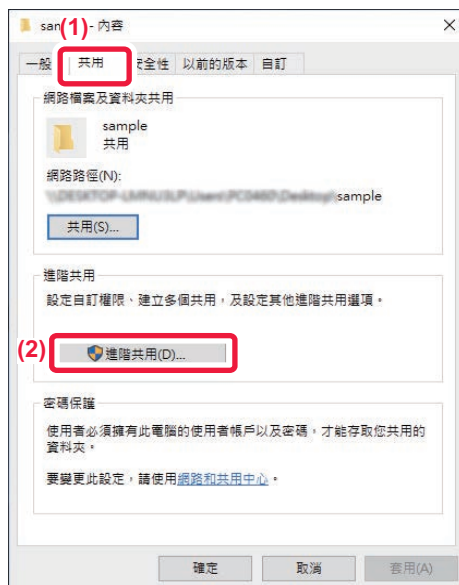 (1)
sam - 內容
一般 共用 安全性 以前的版本 自訂
網路檔案及資料夾共用
sample
共用
網路路徑(N):
sample
共用(S)...
進階共用
設定自訂權限、建立多個共用，及設定其他進階共用選項。
(2)
進階共用(D)...
密碼保護
使用者必須擁有此電腦的使用者帳戶以及密碼，才能存取您共用的
資料夾。
要變更此設定，請使用網路和共用中心。
確定 取消 套用(A)